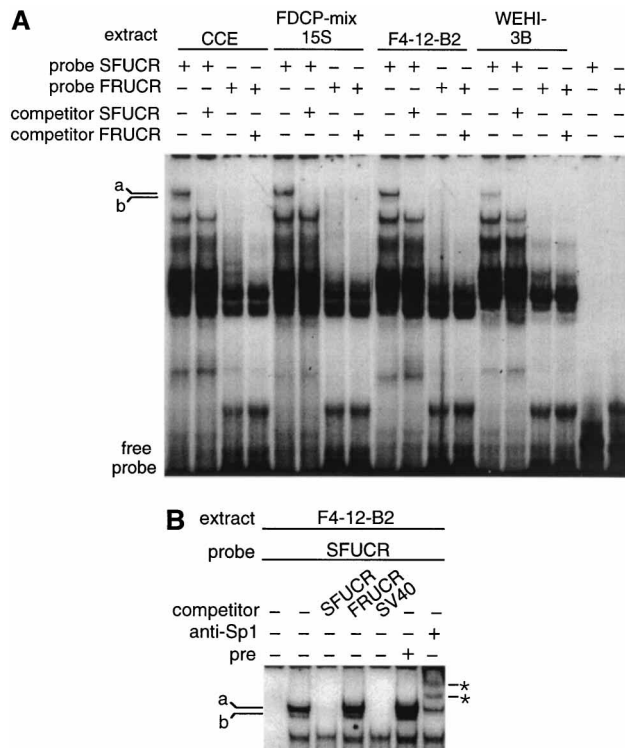 A
extract CCE FDCP-mix 15S F4-12-B2 WEHI-3B
probe SFUCR + + – – + + – – + + – – + + – – + –
probe FRUCR – – + + – – + + – – + + – – + + – +
competitor SFUCR – + – – – + – – – + – – – + – – – –
competitor FRUCR – – – + – – – + – – – + – – – + – –
a
b
free
probe
B
extract F4-12-B2
probe SFUCR
competitor – – SFUCR FRUCR SV40 – –
anti-Sp1 – – – – – – +
pre – – – – – + –
a
b
–*
–*